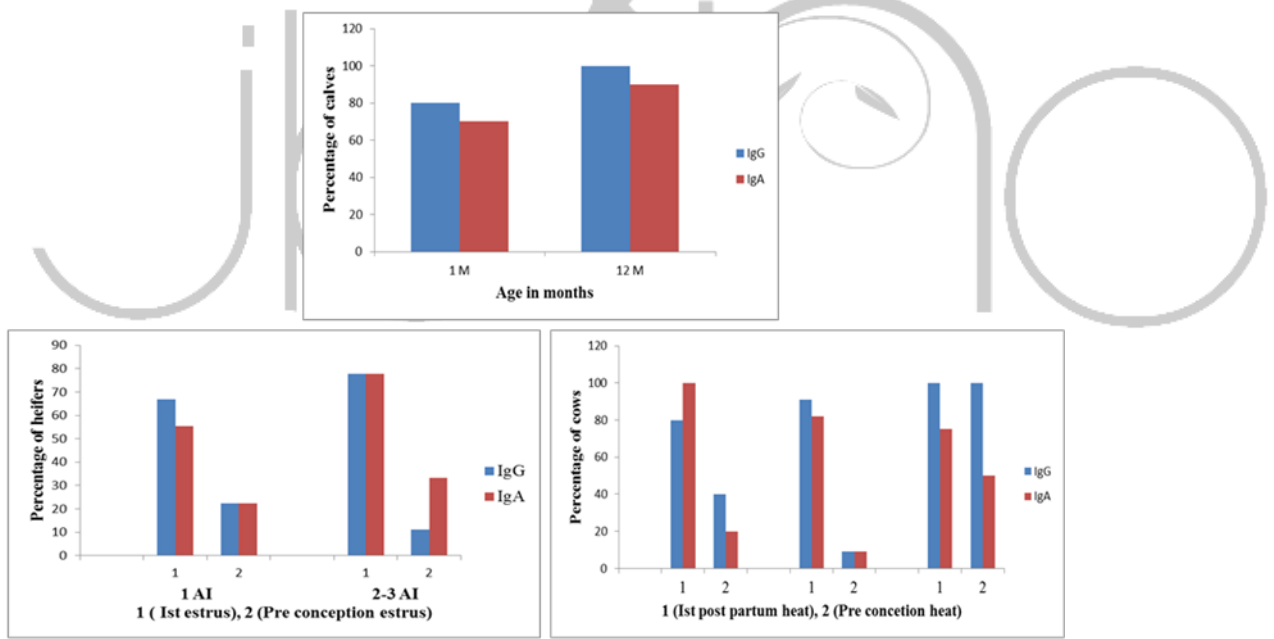 120
100
80
60
40
20
0
Percentage of calves
1 M
12 M
Age in months
IgG
IgA
90
80
70
60
50
40
30
20
10
0
Percentage of heifers
1 2 1 2
1 AI 2-3 AI
1 ( Ist estrus), 2 (Pre conception estrus)
IgG
IgA
120
100
80
60
40
20
0
Percentage of cows
1 2 1 2 1 2
1 (Ist post partum heat), 2 (Pre concetion heat)
IgG
IgA